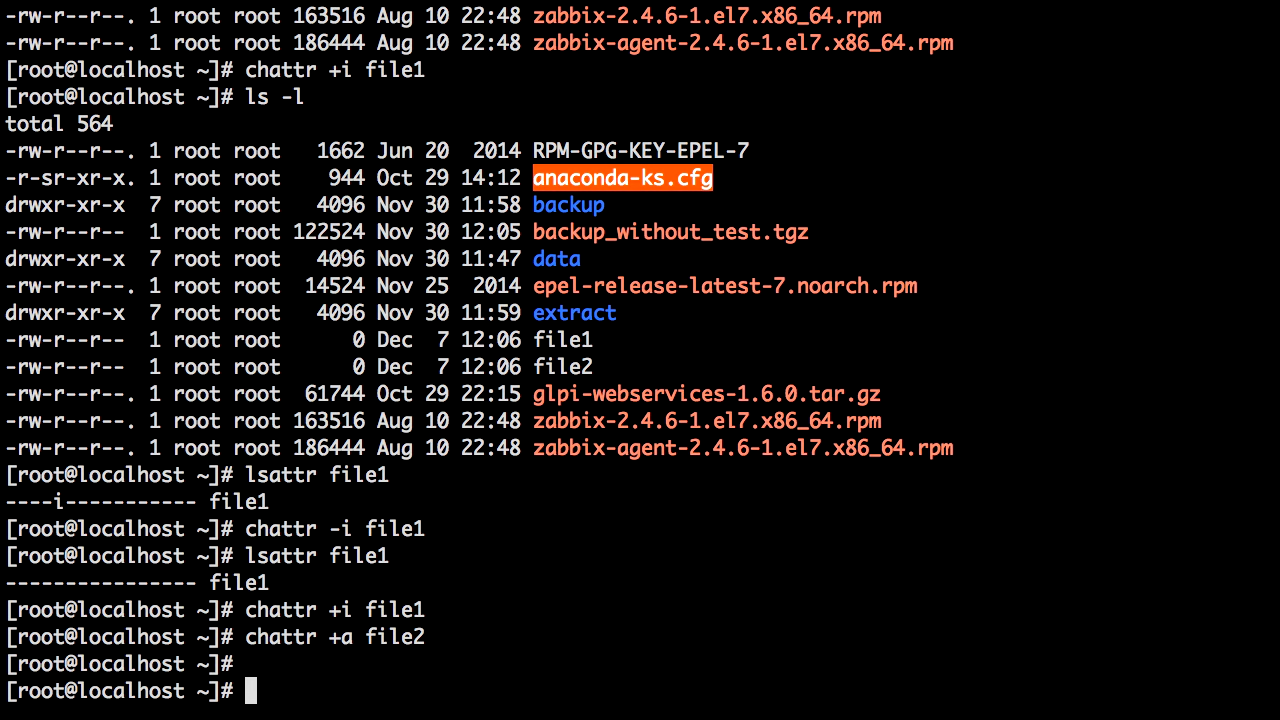 -rw-r--r--. 1 root root 163516 Aug 10 22:48 zabbix-2.4.6-1.el7.x86_64.rpm
-rw-r--r--. 1 root root 186444 Aug 10 22:48 zabbix-agent-2.4.6-1.el7.x86_64.rpm
[root@localhost ~]# chattr +i file1
[root@localhost ~]# ls -l
total 564
-rw-r--r--. 1 root root   1662 Jun 20  2014 RPM-GPG-KEY-EPEL-7
-r-sr-xr-x. 1 root root    944 Oct 29 14:12 anaconda-ks.cfg
drwxr-xr-x  7 root root   4096 Nov 30 11:58 backup
-rw-r--r--  1 root root 122524 Nov 30 12:05 backup_without_test.tgz
drwxr-xr-x  7 root root   4096 Nov 30 11:47 data
-rw-r--r--. 1 root root  14524 Nov 25  2014 epel-release-latest-7.noarch.rpm
drwxr-xr-x  7 root root   4096 Nov 30 11:59 extract
-rw-r--r--  1 root root      0 Dec  7 12:06 file1
-rw-r--r--  1 root root      0 Dec  7 12:06 file2
-rw-r--r--. 1 root root  61744 Oct 29 22:15 glpi-webservices-1.6.0.tar.gz
-rw-r--r--. 1 root root 163516 Aug 10 22:48 zabbix-2.4.6-1.el7.x86_64.rpm
-rw-r--r--. 1 root root 186444 Aug 10 22:48 zabbix-agent-2.4.6-1.el7.x86_64.rpm
[root@localhost ~]# lsattr file1
----i----------- file1
[root@localhost ~]# chattr -i file1
[root@localhost ~]# lsattr file1
---------------- file1
[root@localhost ~]# chattr +i file1
[root@localhost ~]# chattr +a file2
[root@localhost ~]#
[root@localhost ~]#